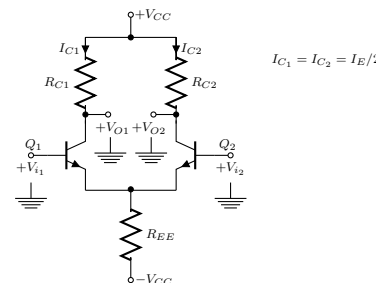 +V_CC
I_C1 I_C2
I_C₁ = I_C₂ = I_E/2
R_C1 R_C2
+V_O1 +V_O2
Q_1 Q_2
+V_i₁ +V_i₂
R_EE
−V_CC